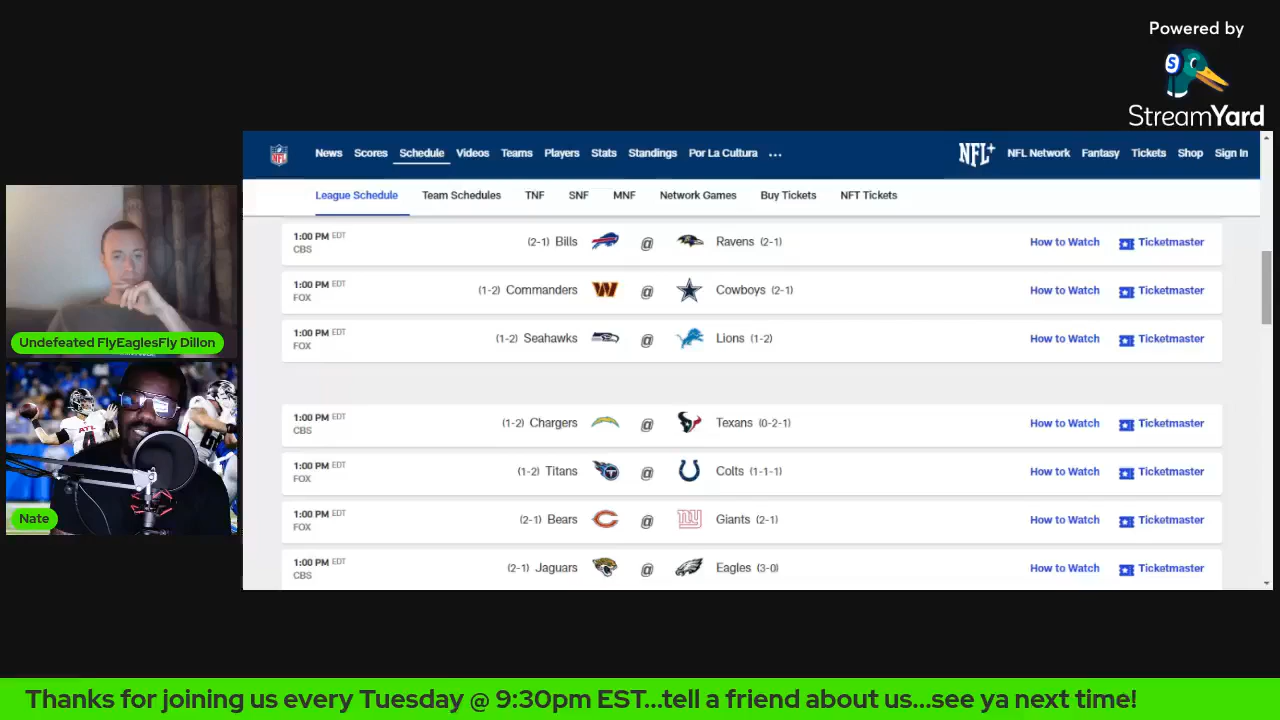 Powered by
StreamYard
NFL
News Scores Schedule Videos Teams Players Stats Standings Por La Cultura ... NFL+ NFL Network Fantasy Tickets Shop Sign In
League Schedule Team Schedules TNF SNF MNF Network Games Buy Tickets NFT Tickets
1:00 PM EDT
CBS
(2-1) Bills @ Ravens (2-1) How to Watch Ticketmaster
1:00 PM EDT
FOX
(1-2) Commanders @ Cowboys (2-1) How to Watch Ticketmaster
1:00 PM EDT
FOX
(1-2) Seahawks @ Lions (1-2) How to Watch Ticketmaster
1:00 PM EDT
CBS
(1-2) Chargers @ Texans (0-2-1) How to Watch Ticketmaster
1:00 PM EDT
FOX
(1-2) Titans @ Colts (1-1-1) How to Watch Ticketmaster
1:00 PM EDT
FOX
(2-1) Bears @ Giants (2-1) How to Watch Ticketmaster
1:00 PM EDT
CBS
(2-1) Jaguars @ Eagles (3-0) How to Watch Ticketmaster
Undefeated FlyEaglesFly Dillon
ATL
4
Nate
Thanks for joining us every Tuesday @ 9:30pm EST...tell a friend about us...see ya next time!